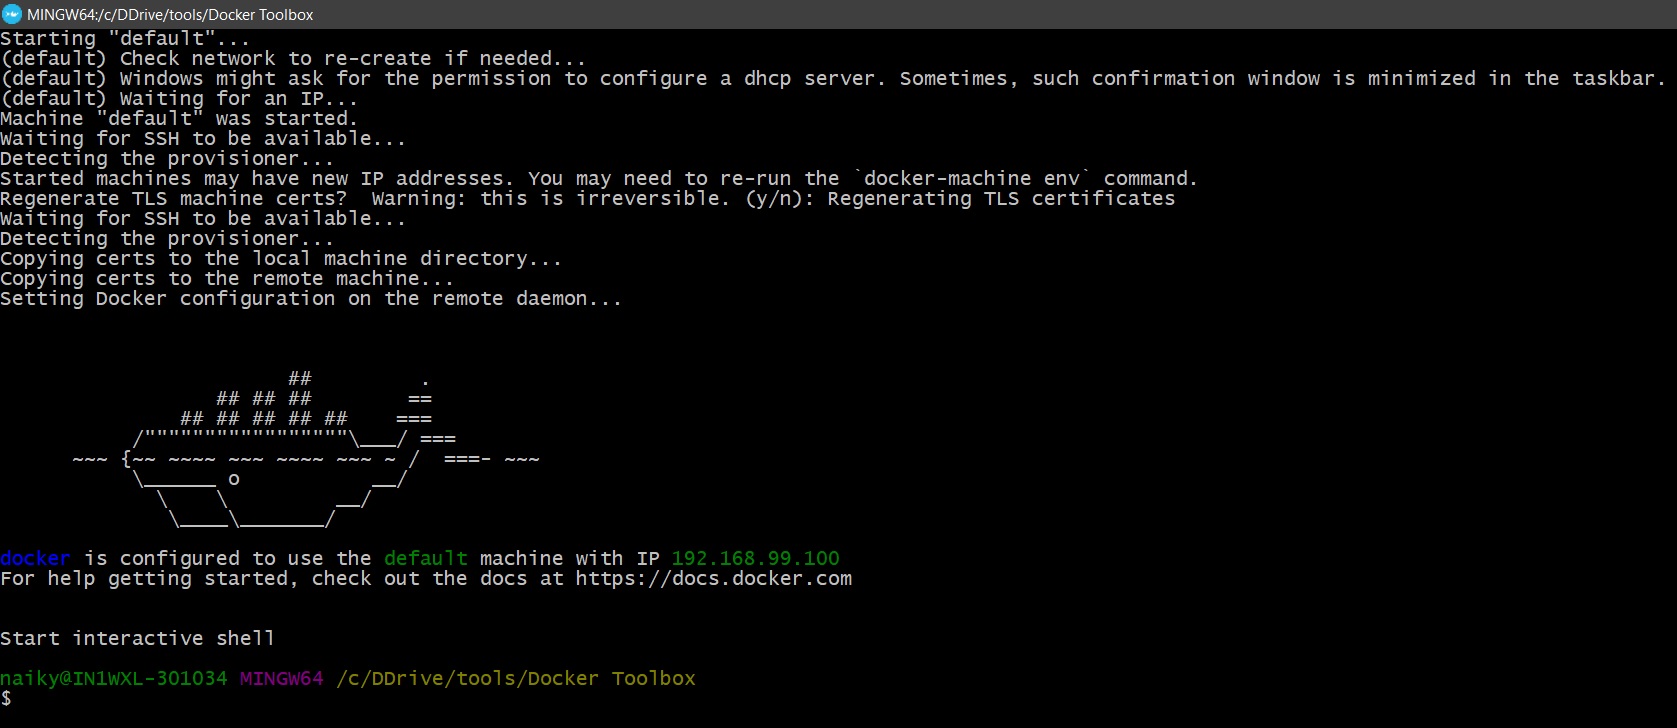 MINGW64:/c/DDrive/tools/Docker Toolbox
Starting "default"...
(default) Check network to re-create if needed...
(default) Windows might ask for the permission to configure a dhcp server. Sometimes, such confirmation window is minimized in the taskbar.
(default) Waiting for an IP...
Machine "default" was started.
Waiting for SSH to be available...
Detecting the provisioner...
Started machines may have new IP addresses. You may need to re-run the `docker-machine env` command.
Regenerate TLS machine certs?  Warning: this is irreversible. (y/n): Regenerating TLS certificates
Waiting for SSH to be available...
Detecting the provisioner...
Copying certs to the local machine directory...
Copying certs to the remote machine...
Setting Docker configuration on the remote daemon...
                        ##         .
                  ## ## ##        ==
               ## ## ## ## ##    ===
           /"""""""""""""""""\___/ ===
      ~~~ {~~ ~~~~ ~~~ ~~~~ ~~~ ~ /  ===- ~~~
           \______ o           __/
             \    \         __/
              \____\_______/
docker is configured to use the default machine with IP 192.168.99.100
For help getting started, check out the docs at https://docs.docker.com
Start interactive shell
naiky@IN1WXL-301034 MINGW64 /c/DDrive/tools/Docker Toolbox
$